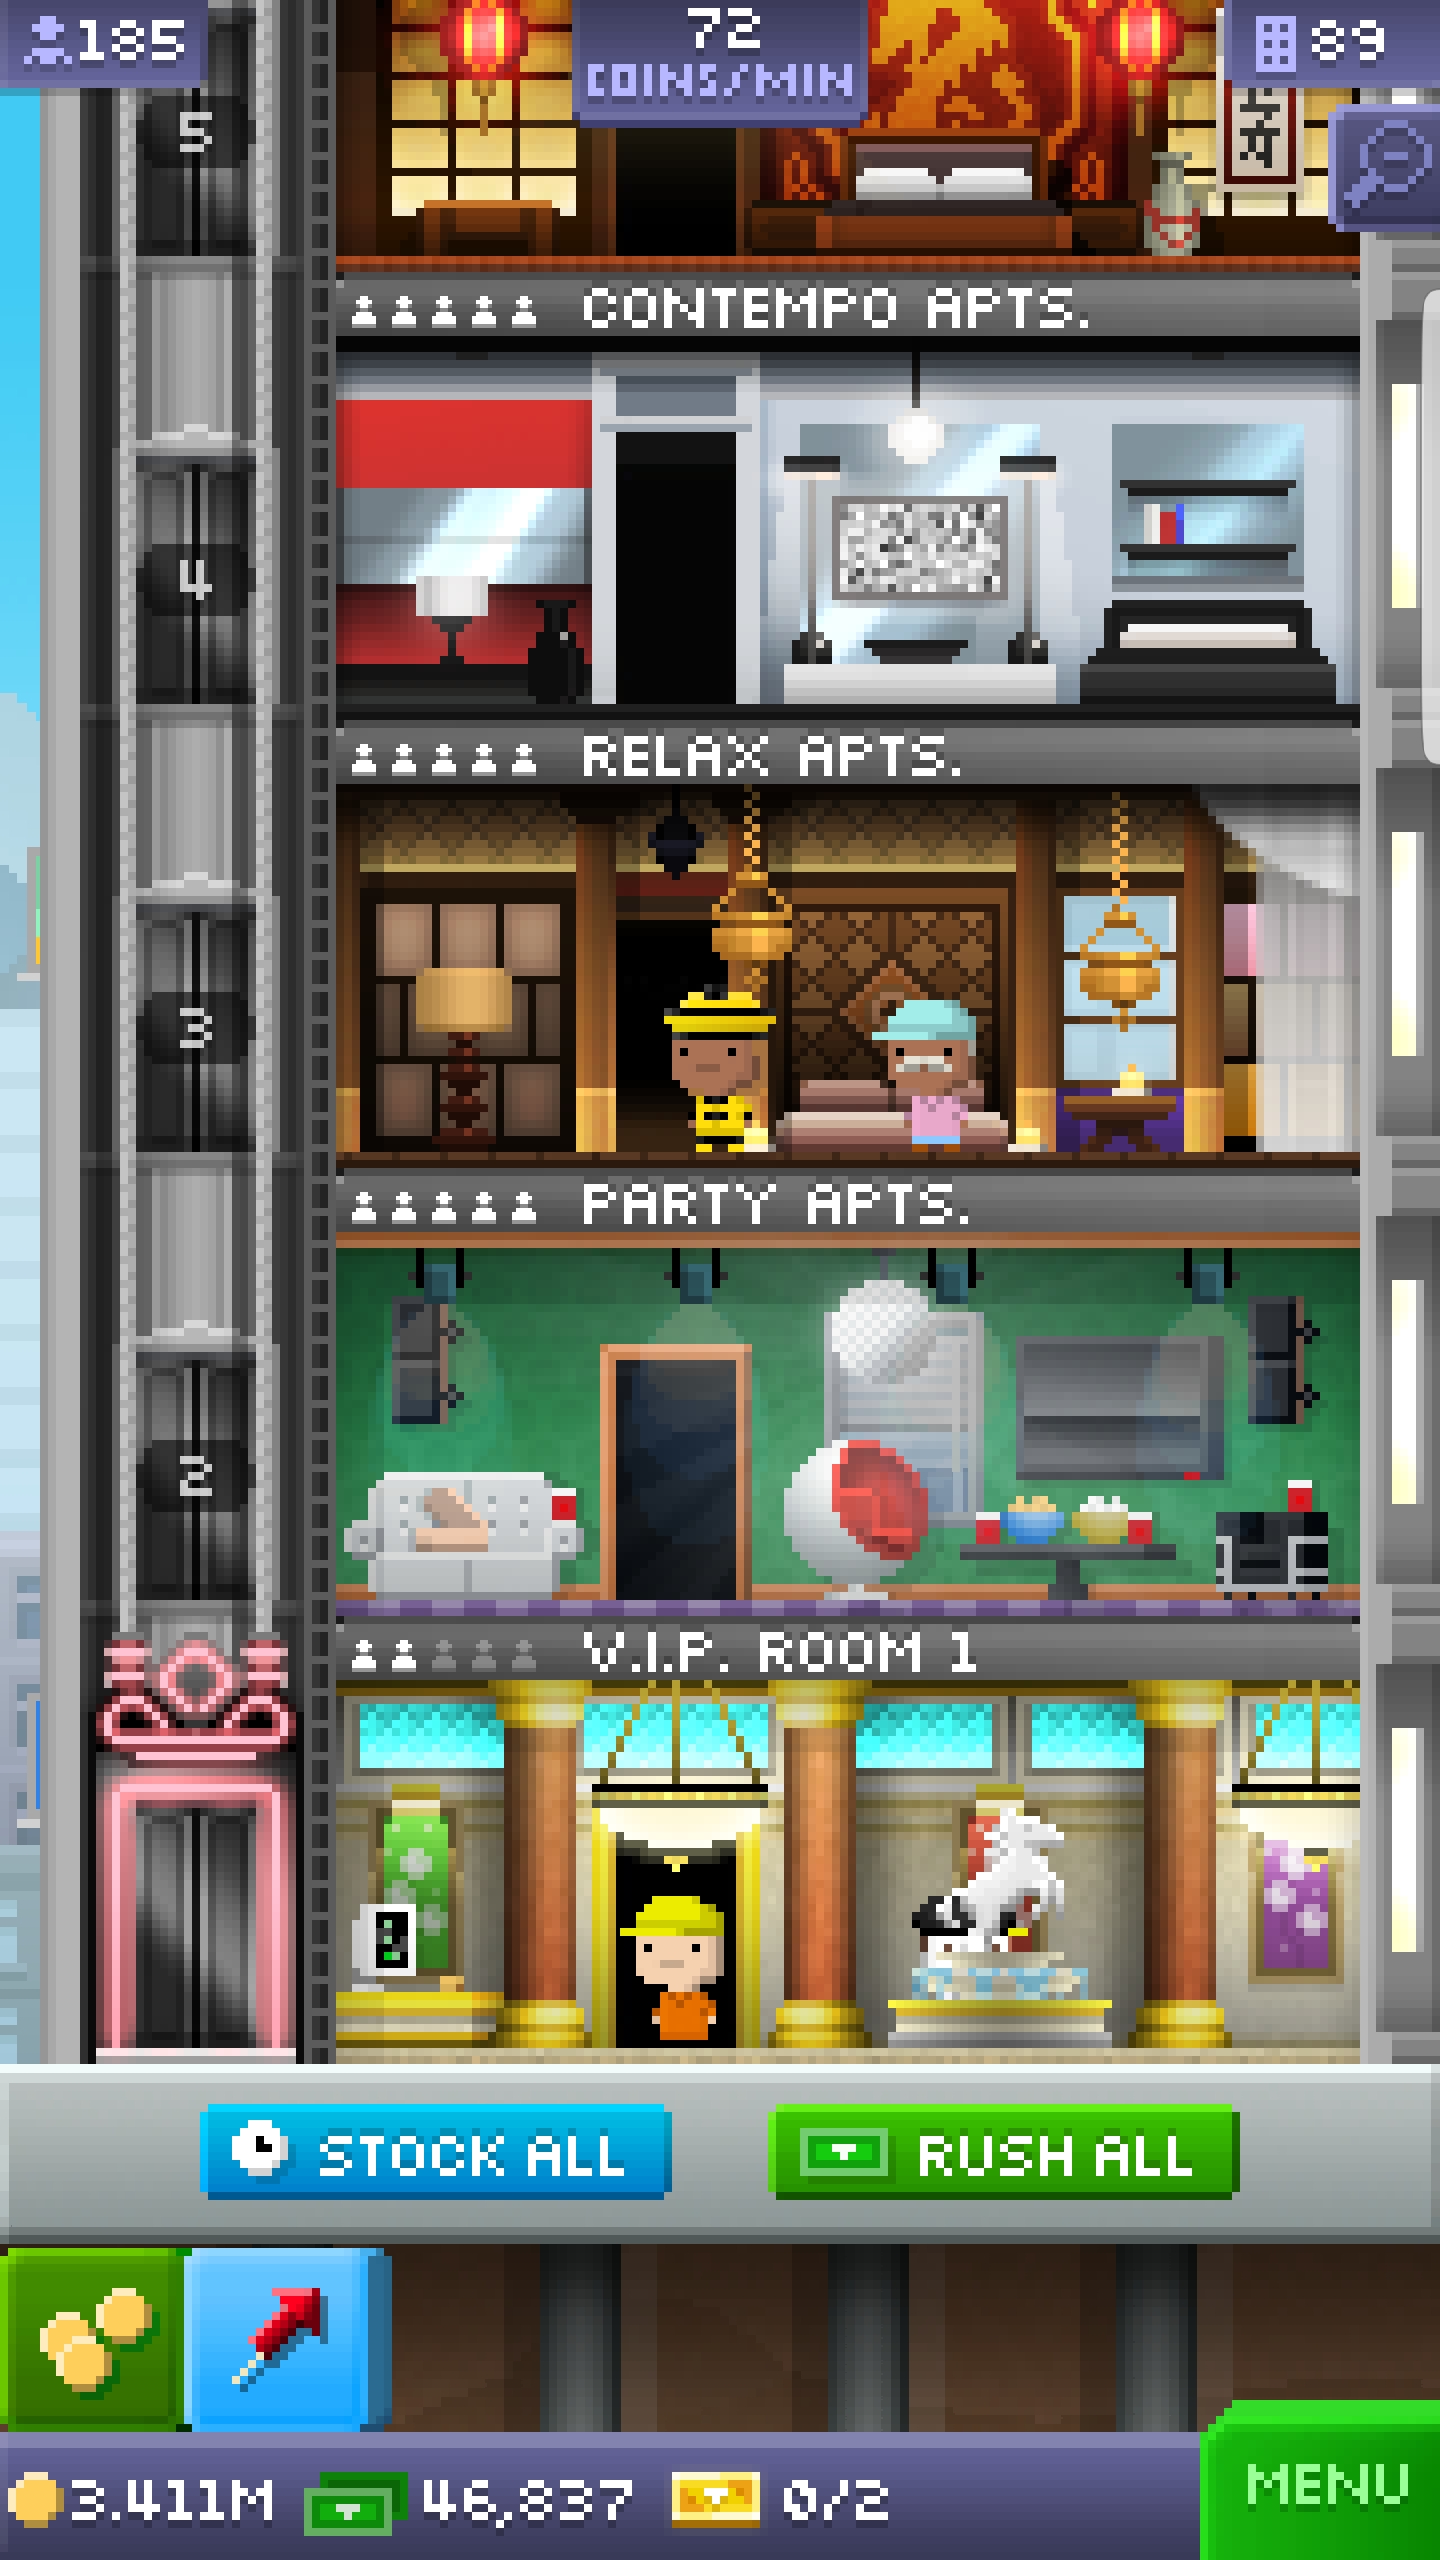 185
72
COINS/MIN
89
5
CONTEMPO APTS.
4
RELAX APTS.
3
PARTY APTS.
2
V.I.P. ROOM 1
STOCK ALL
RUSH ALL
3.411M
46,837
0/2
MENU